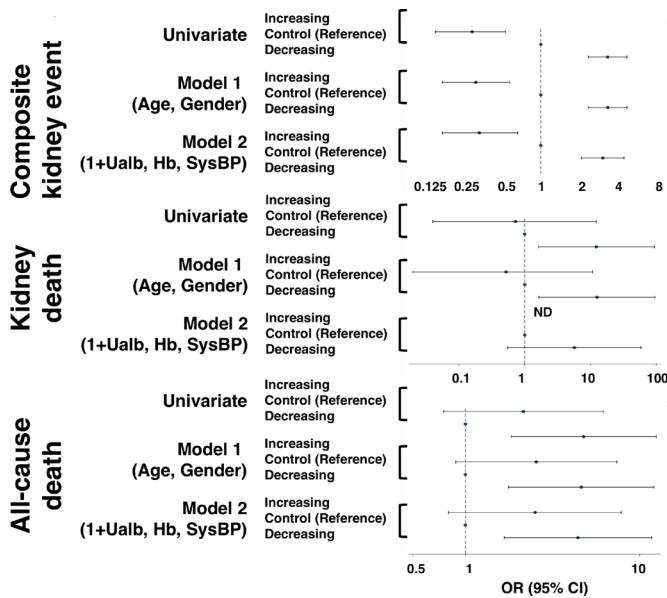 Composite
kidney event
Univariate
Increasing
Control (Reference)
Decreasing
Model 1
(Age, Gender)
Increasing
Control (Reference)
Decreasing
Model 2
(1+Ualb, Hb, SysBP)
Increasing
Control (Reference)
Decreasing
0.125 0.25 0.5 1 2 4 8
Kidney
death
Univariate
Increasing
Control (Reference)
Decreasing
Model 1
(Age, Gender)
Increasing
Control (Reference)
Decreasing
ND
Model 2
(1+Ualb, Hb, SysBP)
Increasing
Control (Reference)
Decreasing
0.1 1 10 100
All-cause
death
Univariate
Increasing
Control (Reference)
Decreasing
Model 1
(Age, Gender)
Increasing
Control (Reference)
Decreasing
Model 2
(1+Ualb, Hb, SysBP)
Increasing
Control (Reference)
Decreasing
0.5 1 10
OR (95% CI)